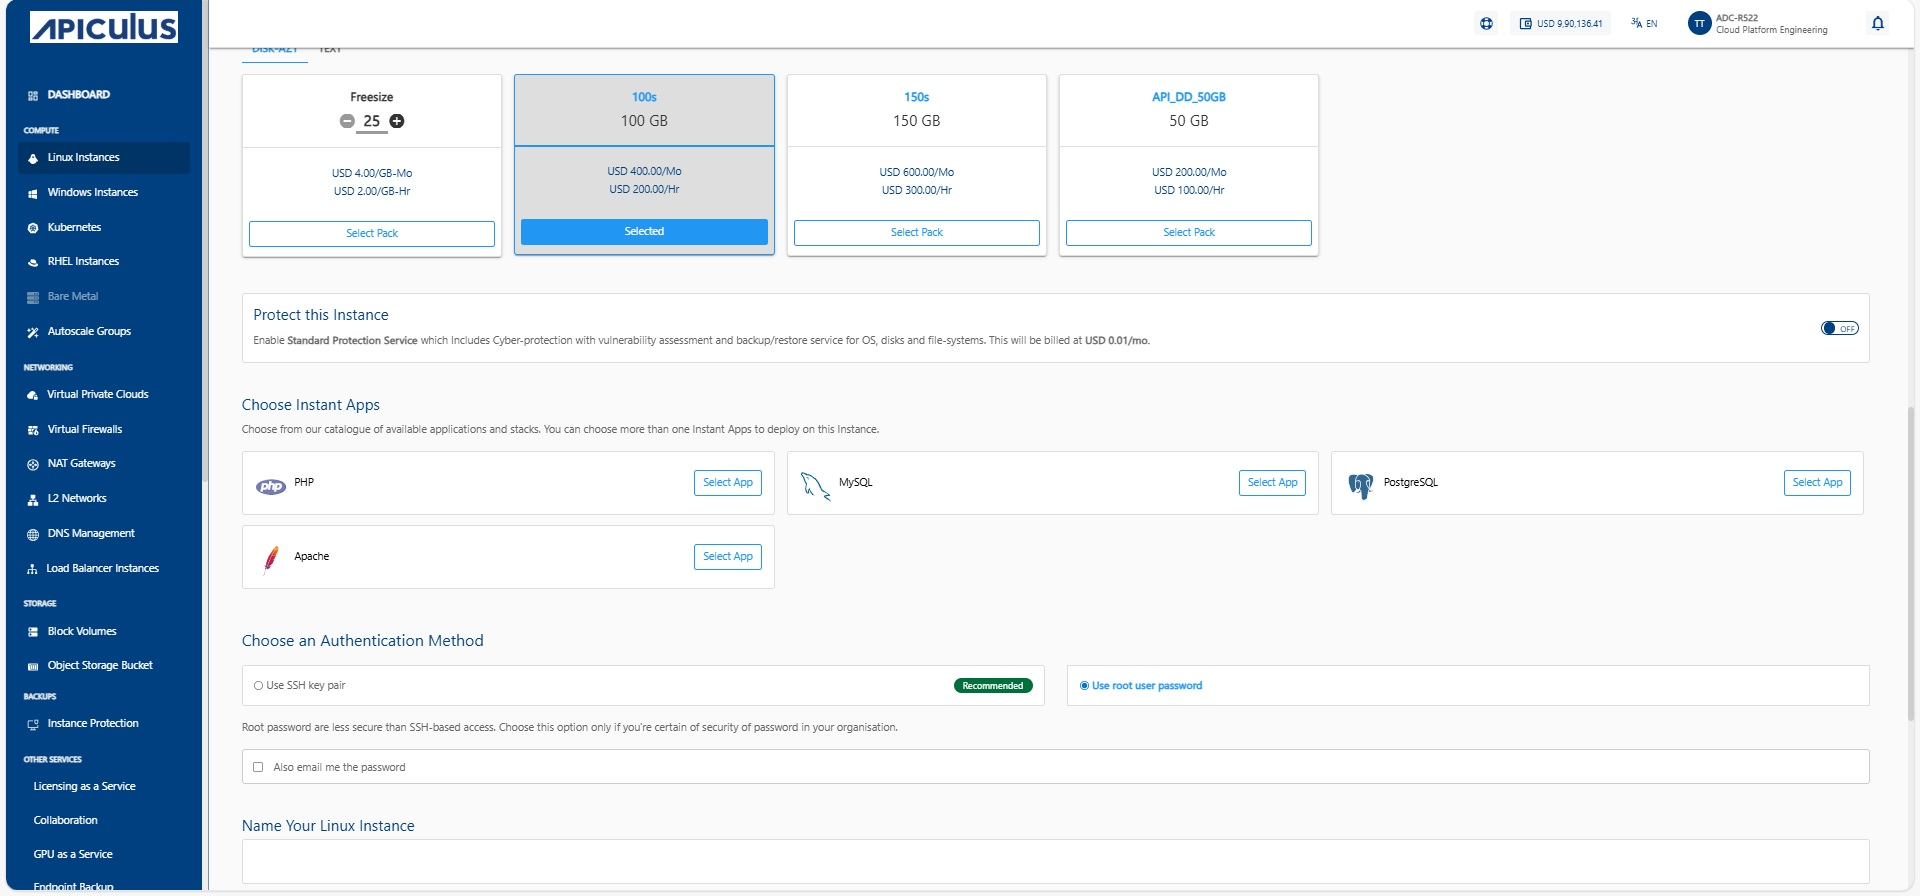 APICULUS
USD 9,90,136.41
EN
TT
ADC-R522
Cloud Platform Engineering
DASHBOARD
COMPUTE
Linux Instances
Windows Instances
Kubernetes
RHEL Instances
Bare Metal
Autoscale Groups
NETWORKING
Virtual Private Clouds
Virtual Firewalls
NAT Gateways
L2 Networks
DNS Management
Load Balancer Instances
STORAGE
Block Volumes
Object Storage Bucket
BACKUPS
Instance Protection
OTHER SERVICES
Licensing as a Service
Collaboration
GPU as a Service
Endpoint Backup
DISK-AZ1 TEXT
Freesize
25
USD 4.00/GB-Mo
USD 2.00/GB-Hr
Select Pack
100s
100 GB
USD 400.00/Mo
USD 200.00/Hr
Selected
150s
150 GB
USD 600.00/Mo
USD 300.00/Hr
Select Pack
API_DD_50GB
50 GB
USD 200.00/Mo
USD 100.00/Hr
Select Pack
Protect this Instance
Enable Standard Protection Service which Includes Cyber-protection with vulnerability assessment and backup/restore service for OS, disks and file-systems. This will be billed at USD 0.01/mo.
OFF
Choose Instant Apps
Choose from our catalogue of available applications and stacks. You can choose more than one Instant Apps to deploy on this Instance.
php PHP Select App
MySQL Select App
PostgreSQL Select App
Apache Select App
Choose an Authentication Method
Use SSH key pair Recommended
Use root user password
Root password are less secure than SSH-based access. Choose this option only if you're certain of security of password in your organisation.
Also email me the password
Name Your Linux Instance